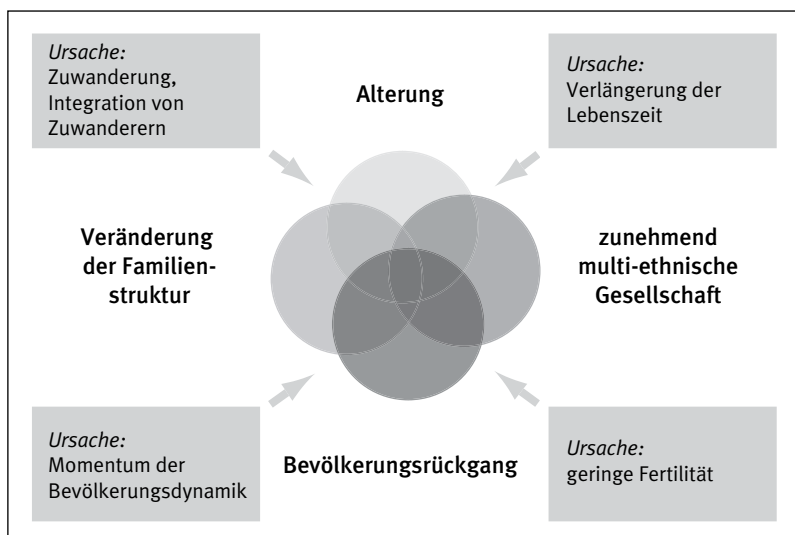 Ursache:
Zuwanderung,
Integration von
Zuwanderern
Alterung
Ursache:
Verlängerung der
Lebenszeit
Veränderung
der Familien-
struktur
zunehmend
multi-ethnische
Gesellschaft
Ursache:
Momentum der
Bevölkerungsdynamik
Bevölkerungsrückgang
Ursache:
geringe Fertilität